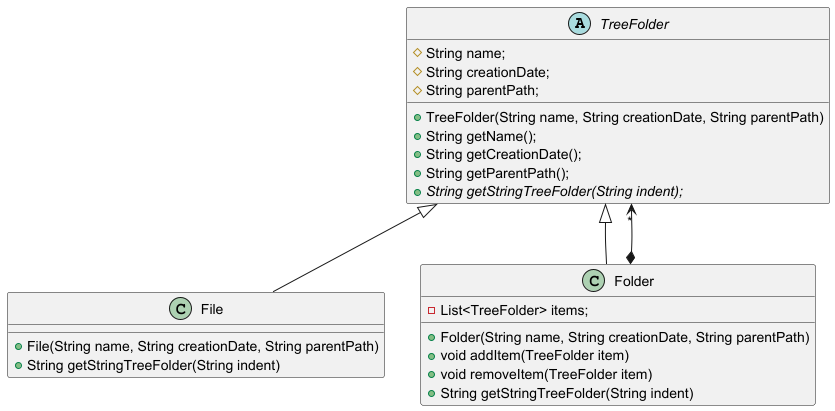 A TreeFolder
String name;
String creationDate;
String parentPath;
TreeFolder(String name, String creationDate, String parentPath)
String getName();
String getCreationDate();
String getParentPath();
String getStringTreeFolder(String indent);
*
C File
File(String name, String creationDate, String parentPath)
String getStringTreeFolder(String indent)
C Folder
List<TreeFolder> items;
Folder(String name, String creationDate, String parentPath)
void addItem(TreeFolder item)
void removeItem(TreeFolder item)
String getStringTreeFolder(String indent)